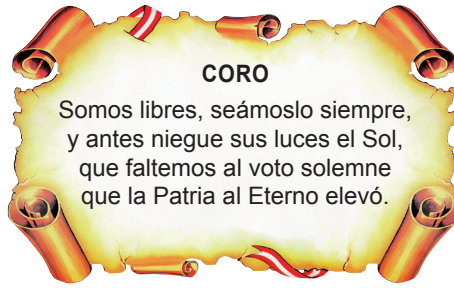 CORO
Somos libres, seámoslo siempre,
y antes niegue sus luces el Sol,
que faltemos al voto solemne
que la Patria al Eterno elevó.